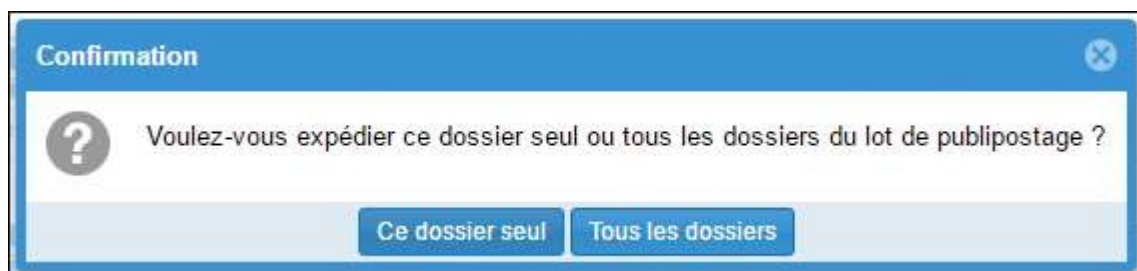 Confirmation
Voulez-vous expédier ce dossier seul ou tous les dossiers du lot de publipostage ?
Ce dossier seul
Tous les dossiers